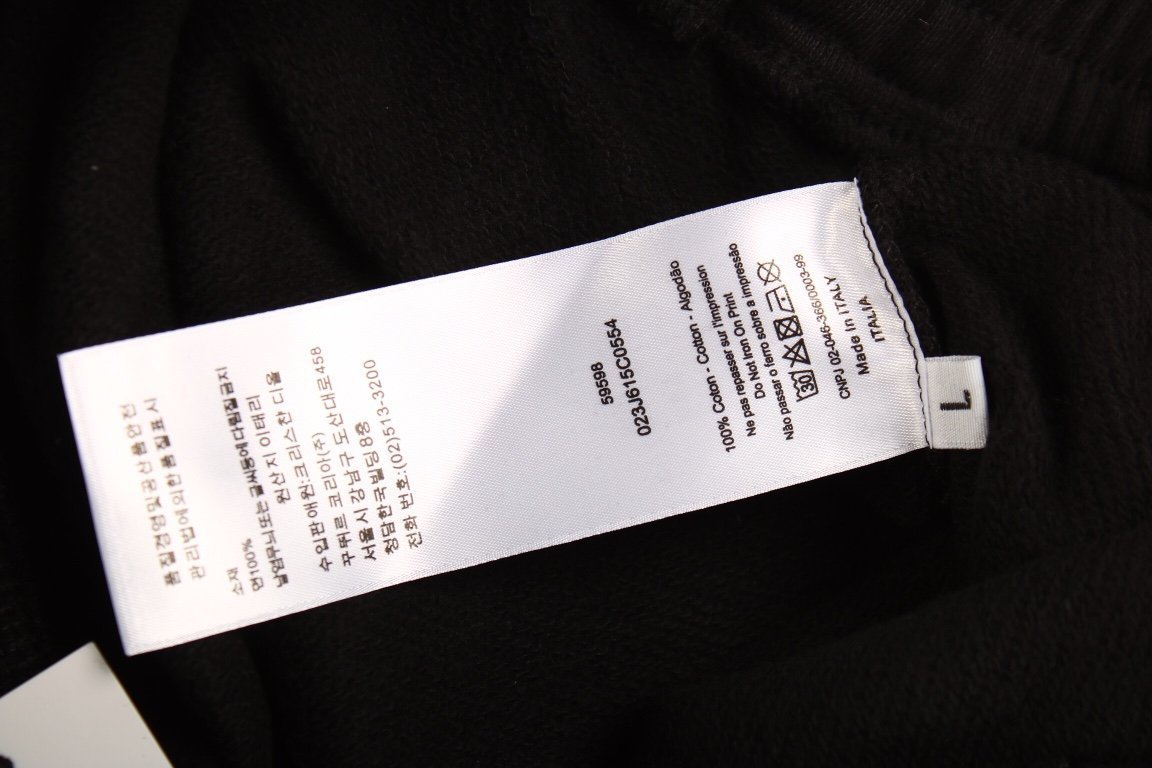 품질경영및공산품안전
관리법에의한품질표시
소재
면100%
날염무늬또는글씨등에다림질금지
원산지 이태리
수입판매원:크리스챤 디올
꾸뛰르 코리아(주)
서울시 강남구 도산대로458
청담한국빌딩8층
전화 번호:(02)513-3200
59598
023J615C0554
100% Coton - Cotton - Algodão
Ne pas repasser sur l'impression
Do Not Iron On Print
Não passar o ferro sobre a impressão
30
CNPJ 02-046-366/0003-99
Made in ITALY
ITALIA
L